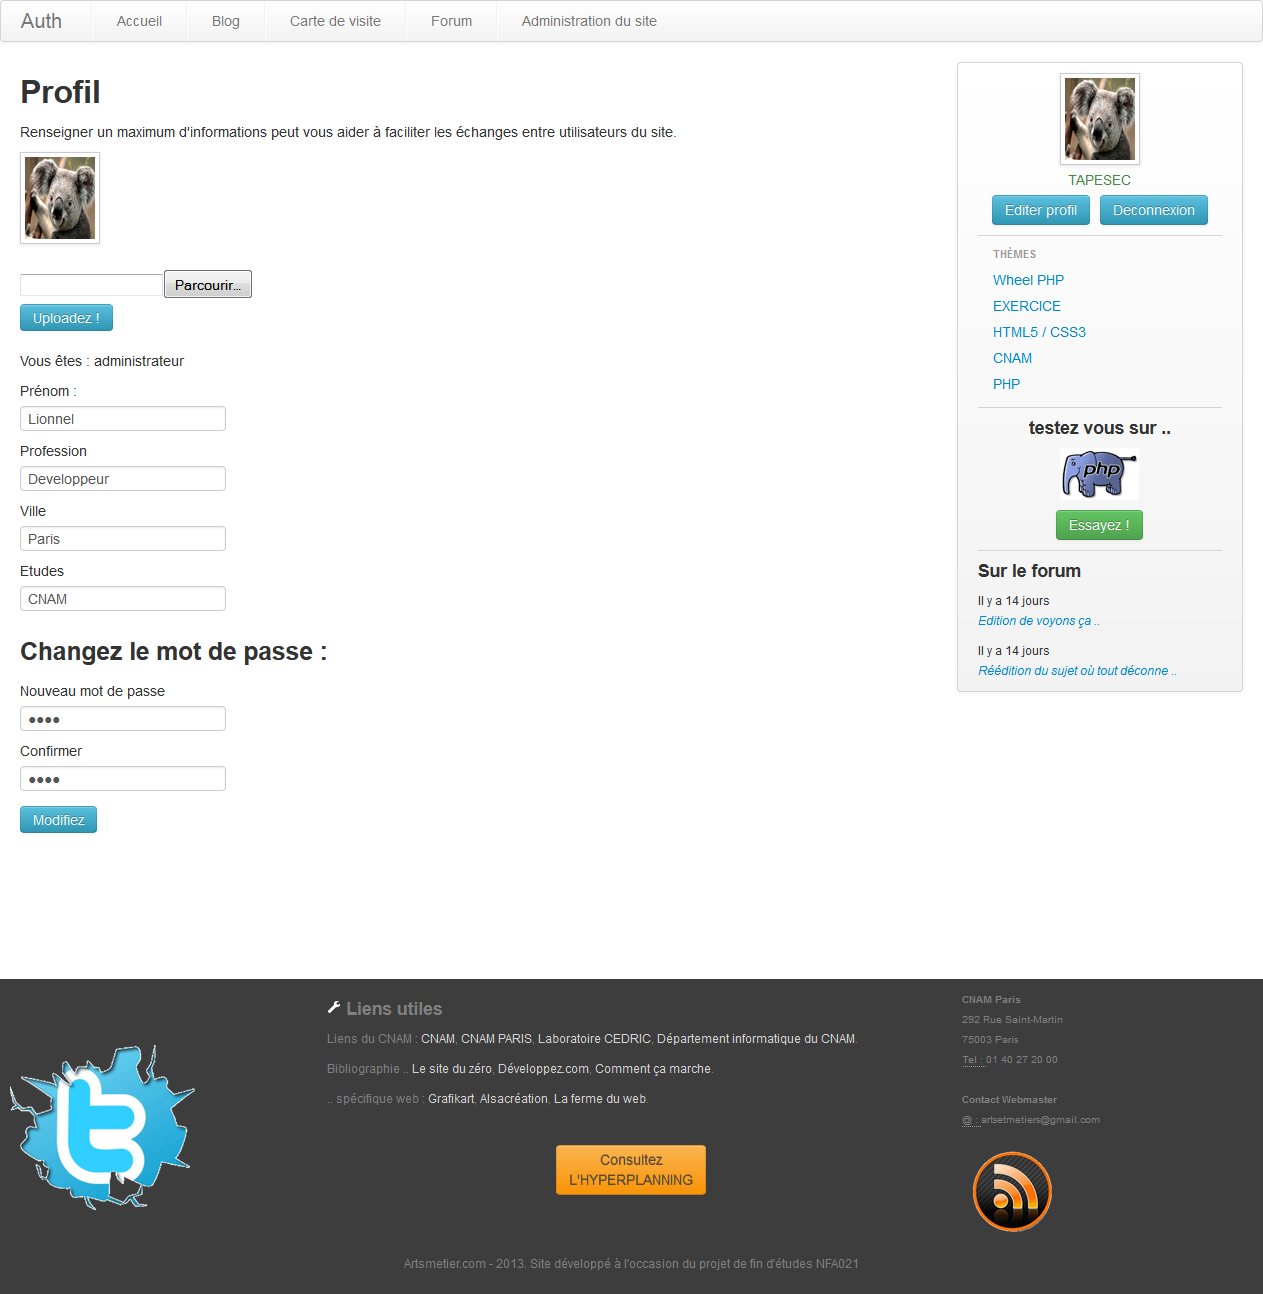 Auth
Accueil
Blog
Carte de visite
Forum
Administration du site
Profil
Renseigner un maximum d'informations peut vous aider à faciliter les échanges entre utilisateurs du site.
Parcourir...
Uploadez !
Vous êtes : administrateur
Prénom :
Lionnel
Profession
Developpeur
Ville
Paris
Etudes
CNAM
Changez le mot de passe :
Nouveau mot de passe
●●●●
Confirmer
●●●●
Modifiez
TAPESEC
Editer profil
Deconnexion
THÈMES
Wheel PHP
EXERCICE
HTML5 / CSS3
CNAM
PHP
testez vous sur ..
php
Essayez !
Sur le forum
Il y a 14 jours
Edition de voyons ça ..
Il y a 14 jours
Réédition du sujet où tout déconne ..
Liens utiles
Liens du CNAM : CNAM, CNAM PARIS, Laboratoire CEDRIC, Département informatique du CNAM.
Bibliographie .. Le site du zéro, Développez.com, Comment ça marche.
.. spécifique web : Grafikart, Alsacréation, La ferme du web.
Consultez
L'HYPERPLANNING
CNAM Paris
292 Rue Saint-Martin
75003 Paris
Tel : 01 40 27 20 00
Contact Webmaster
@ : artsetmetiers@gmail.com
Artsmetier.com - 2013. Site développé à l'occasion du projet de fin d'études NFA021